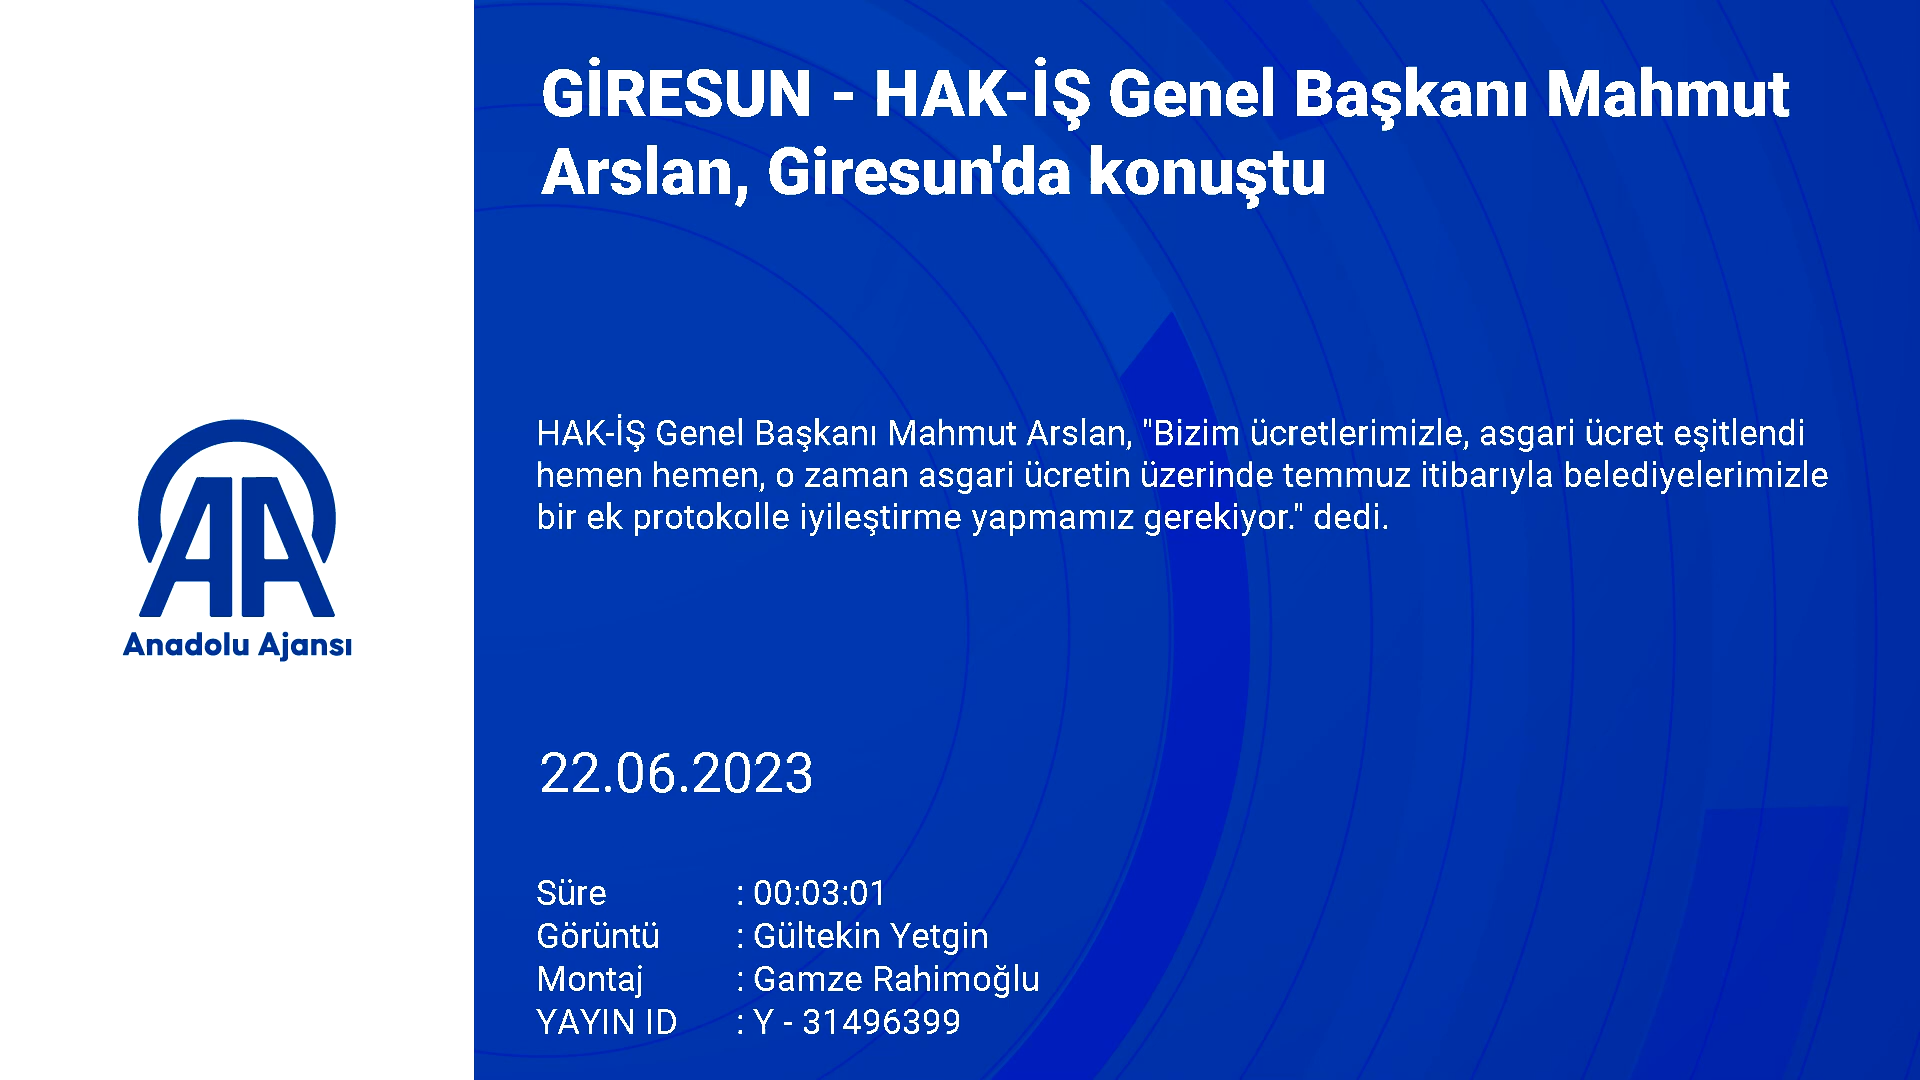 GİRESUN - HAK-İŞ Genel Başkanı Mahmut
Arslan, Giresun'da konuştu
HAK-İŞ Genel Başkanı Mahmut Arslan, "Bizim ücretlerimizle, asgari ücret eşitlendi
hemen hemen, o zaman asgari ücretin üzerinde temmuz itibarıyla belediyelerimizle
bir ek protokolle iyileştirme yapmamız gerekiyor." dedi.
AA
Anadolu Ajansı
22.06.2023
Süre : 00:03:01
Görüntü : Gültekin Yetgin
Montaj : Gamze Rahimoğlu
YAYIN ID : Y - 31496399